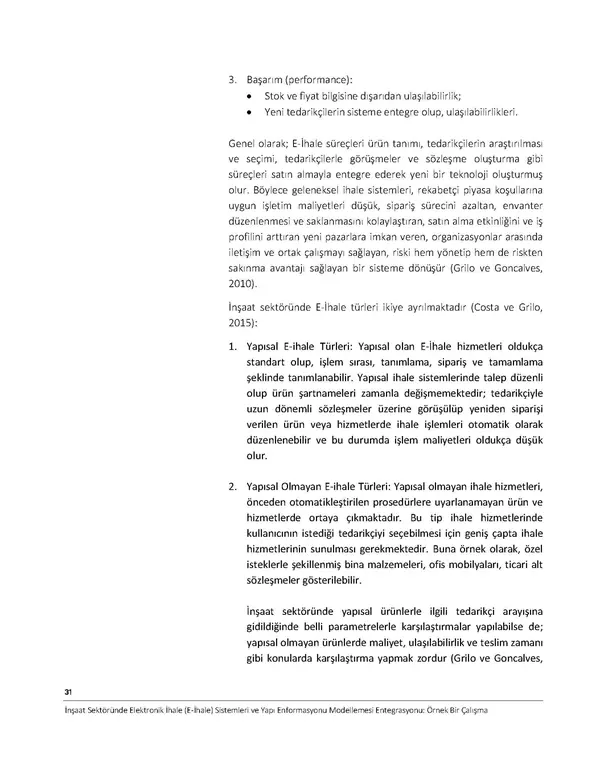 3. Başarım (performance):
• Stok ve fiyat bilgisine dışarıdan ulaşılabilirlik;
• Yeni tedarikçilerin sisteme entegre olup, ulaşılabilirlikleri.
Genel olarak; E-İhale süreçleri ürün tanımı, tedarikçilerin araştırılması
ve seçimi, tedarikçilerle görüşmeler ve sözleşme oluşturma gibi
süreçleri satın almayla entegre ederek yeni bir teknoloji oluşturmuş
olur. Böylece geleneksel ihale sistemleri, rekabetçi piyasa koşullarına
uygun işletim maliyetleri düşük, sipariş sürecini azaltan, envanter
düzenlenmesi ve saklanmasını kolaylaştıran, satın alma etkinliğini ve iş
profilini arttıran yeni pazarlara imkan veren, organizasyonlar arasında
iletişim ve ortak çalışmayı sağlayan, riski hem yönetip hem de riskten
sakınma avantajı sağlayan bir sisteme dönüşür (Grilo ve Goncalves,
2010).
İnşaat sektöründe E-İhale türleri ikiye ayrılmaktadır (Costa ve Grilo,
2015):
1. Yapısal E-ihale Türleri: Yapısal olan E-İhale hizmetleri oldukça
standart olup, işlem sırası, tanımlama, sipariş ve tamamlama
şeklinde tanımlanabilir. Yapısal ihale sistemlerinde talep düzenli
olup ürün şartnameleri zamanla değişmemektedir; tedarikçiyle
uzun dönemli sözleşmeler üzerine görüşülüp yeniden siparişi
verilen ürün veya hizmetlerde ihale işlemleri otomatik olarak
düzenlenebilir ve bu durumda işlem maliyetleri oldukça düşük
olur.
2. Yapısal Olmayan E-ihale Türleri: Yapısal olmayan ihale hizmetleri,
önceden otomatikleştirilen prosedürlere uyarlanamayan ürün ve
hizmetlerde ortaya çıkmaktadır. Bu tip ihale hizmetlerinde
kullanıcının istediği tedarikçiyi seçebilmesi için geniş çapta ihale
hizmetlerinin sunulması gerekmektedir. Buna örnek olarak, özel
isteklerle şekillenmiş bina malzemeleri, ofis mobilyaları, ticari alt
sözleşmeler gösterilebilir.
İnşaat sektöründe yapısal ürünlerle ilgili tedarikçi arayışına
gidildiğinde belli parametrelerle karşılaştırmalar yapılabilse de;
yapısal olmayan ürünlerde maliyet, ulaşılabilirlik ve teslim zamanı
gibi konularda karşılaştırma yapmak zordur (Grilo ve Goncalves,
31
İnşaat Sektöründe Elektronik İhale (E-İhale) Sistemleri ve Yapı Enformasyonu Modellemesi Entegrasyonu: Örnek Bir Çalışma